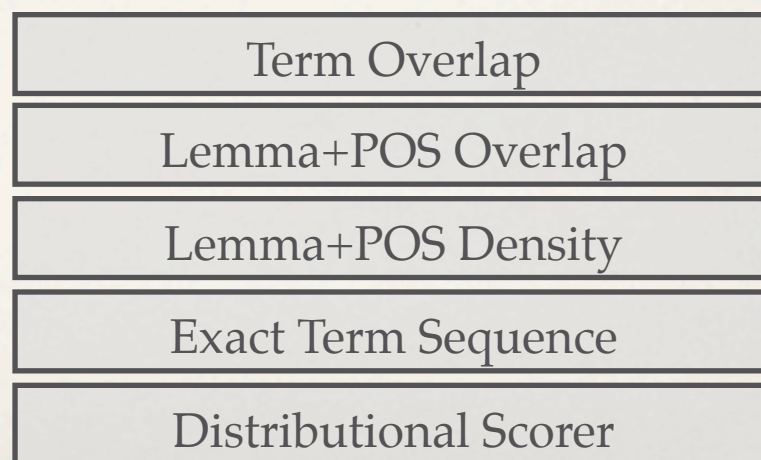 Term Overlap
Lemma+POS Overlap
Lemma+POS Density
Exact Term Sequence
Distributional Scorer